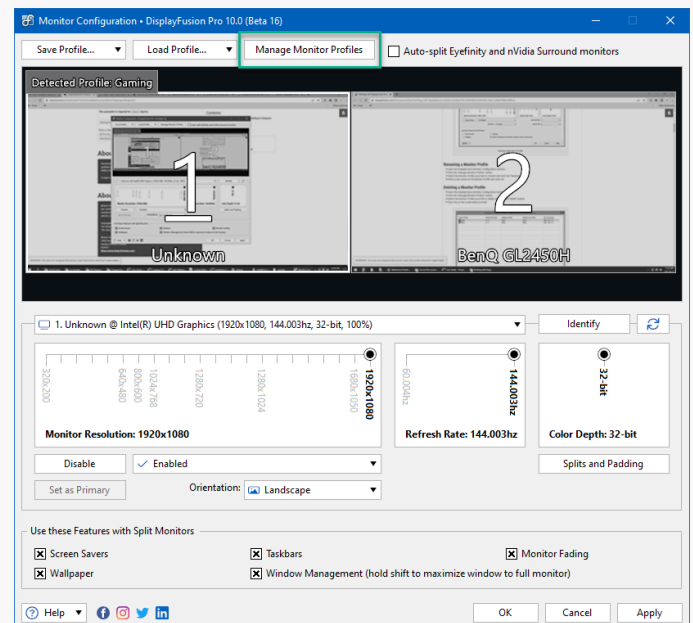 Monitor Configuration • DisplayFusion Pro 10.0 (Beta 16)
Save Profile... Load Profile... Manage Monitor Profiles Auto-split Eyefinity and nVidia Surround monitors
Detected Profile: Gaming
1 2
Unknown BenQ GL2450H
1. Unknown @ Intel(R) UHD Graphics (1920x1080, 144.003hz, 32-bit, 100%) Identify
320x200 640x480 800x600 1024x768 1280x720 1280x1024 1680x1050 1920x1080 60.004hz 144.003hz 32-bit
Monitor Resolution: 1920x1080 Refresh Rate: 144.003hz Color Depth: 32-bit
Disable Enabled Splits and Padding
Set as Primary Orientation: Landscape
Use these Features with Split Monitors
Screen Savers Taskbars Monitor Fading
Wallpaper Window Management (hold shift to maximize window to full monitor)
Help OK Cancel Apply